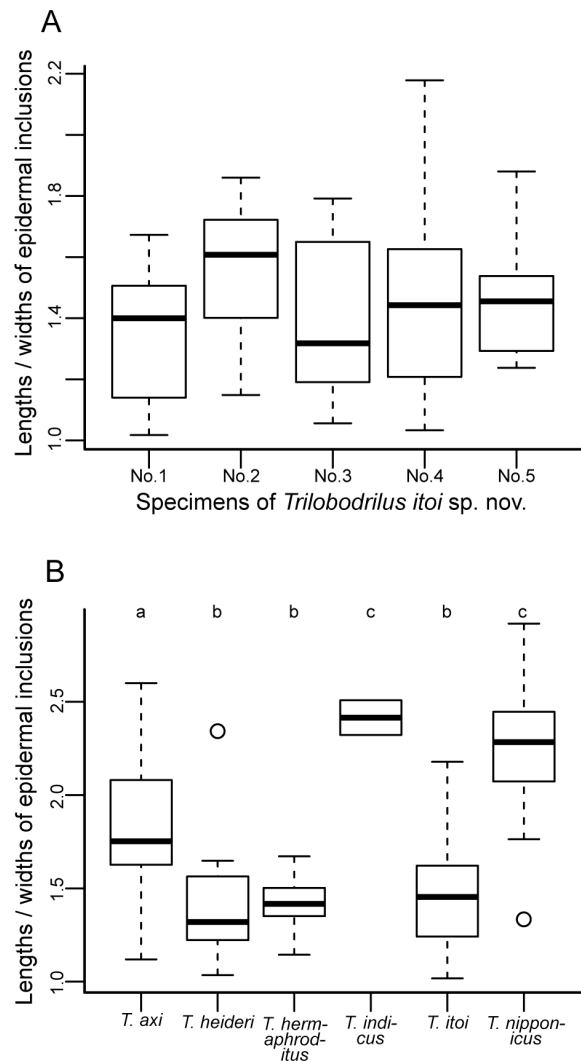 A
Lengths / widths of epidermal inclusions
2.2
1.8
1.4
1.0
No.1 No.2 No.3 No.4 No.5
Specimens of Trilobodrilus itoi sp. nov.
B
Lengths / widths of epidermal inclusions
a b b c b c
2.5
2.0
1.5
1.0
T. axi T. heideri T. herm- T. indi- T. itoi T. nippon-
aphrod- cus icus
itus